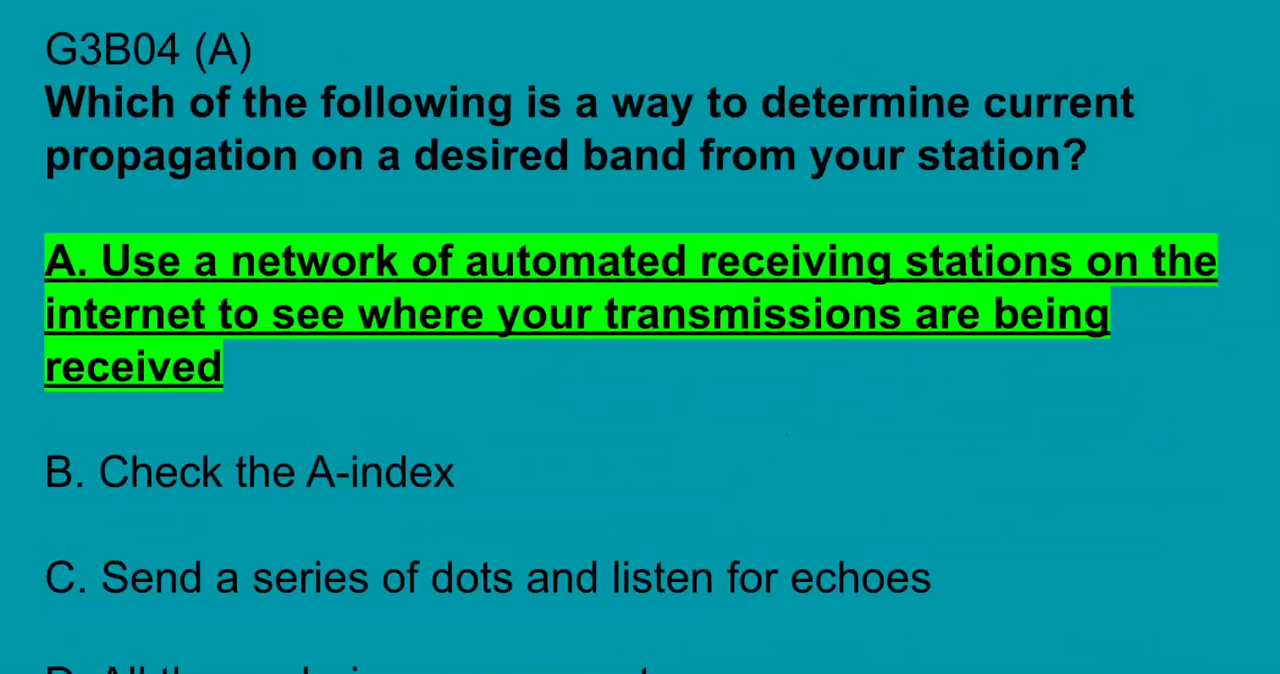 G3B04 (A)
Which of the following is a way to determine current
propagation on a desired band from your station?
A. Use a network of automated receiving stations on the
internet to see where your transmissions are being
received
B. Check the A-index
C. Send a series of dots and listen for echoes